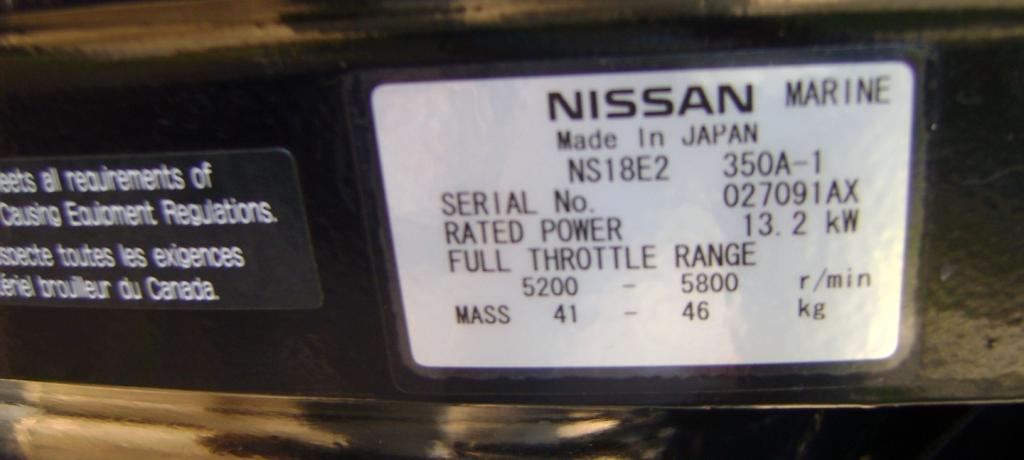 eets all requirements of
Causing Equipment Regulations.
specte toutes les exigences
ériel brouilleur du Canada.
NISSAN MARINE
Made In JAPAN
NS18E2 350A-1
SERIAL No. 027091AX
RATED POWER 13.2 kW
FULL THROTTLE RANGE
5200 - 5800 r/min
MASS 41 - 46 kg